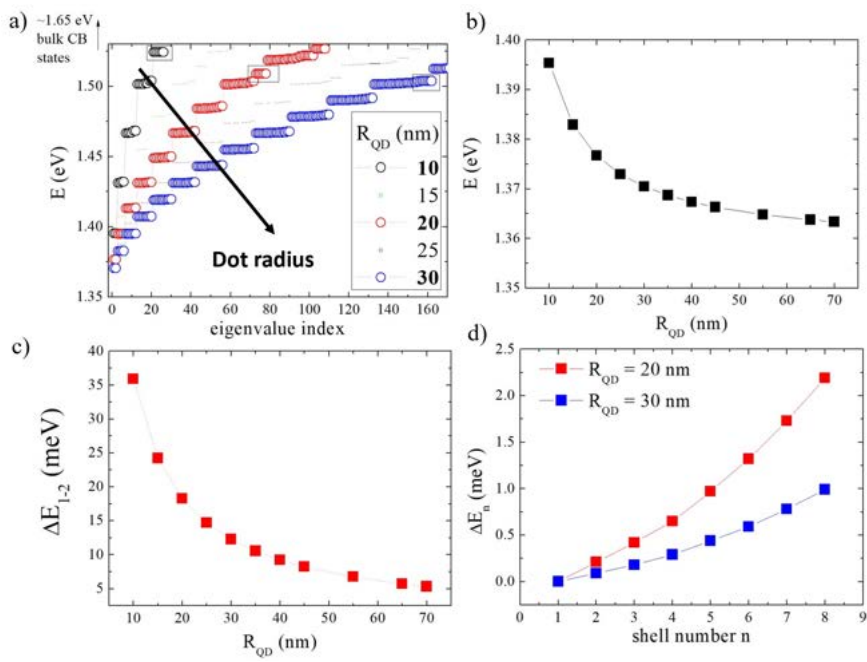 a)
~1.65 eV
bulk CB
states
E (eV)
1.50
1.45
1.40
1.35
0 20 40 60 80 100 120 140 160
eigenvalue index
Dot radius
R_QD (nm)
10
15
20
25
30
b)
E (eV)
1.40
1.39
1.38
1.37
1.36
1.35
10 20 30 40 50 60 70
R_QD (nm)
c)
ΔE_1-2 (meV)
40
35
30
25
20
15
10
5
10 20 30 40 50 60 70
R_QD (nm)
d)
ΔE_n (meV)
2.5
2.0
1.5
1.0
0.5
0.0
0 1 2 3 4 5 6 7 8 9
shell number n
R_QD = 20 nm
R_QD = 30 nm